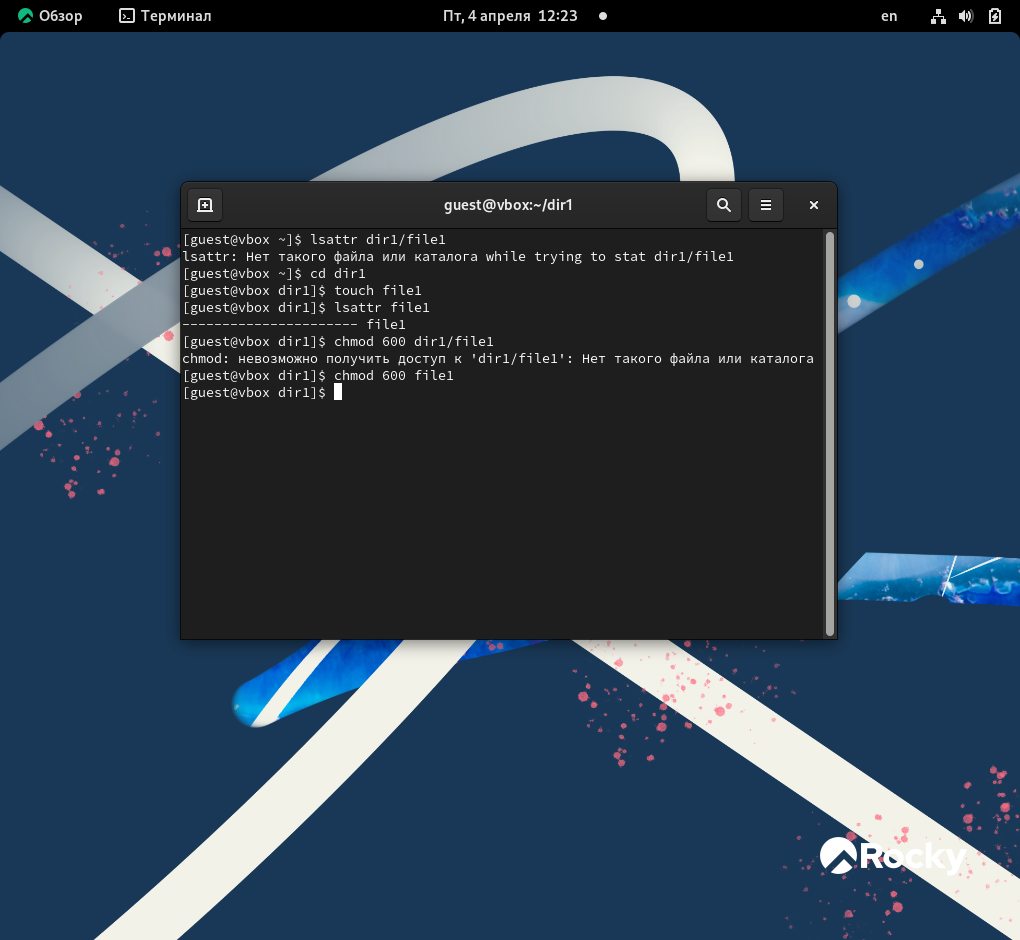 Обзор Терминал Пт, 4 апреля 12:23 en
guest@vbox:~/dir1
[guest@vbox ~]$ lsattr dir1/file1
lsattr: Нет такого файла или каталога while trying to stat dir1/file1
[guest@vbox ~]$ cd dir1
[guest@vbox dir1]$ touch file1
[guest@vbox dir1]$ lsattr file1
---------------------- file1
[guest@vbox dir1]$ chmod 600 dir1/file1
chmod: невозможно получить доступ к 'dir1/file1': Нет такого файла или каталога
[guest@vbox dir1]$ chmod 600 file1
[guest@vbox dir1]$
Rocky